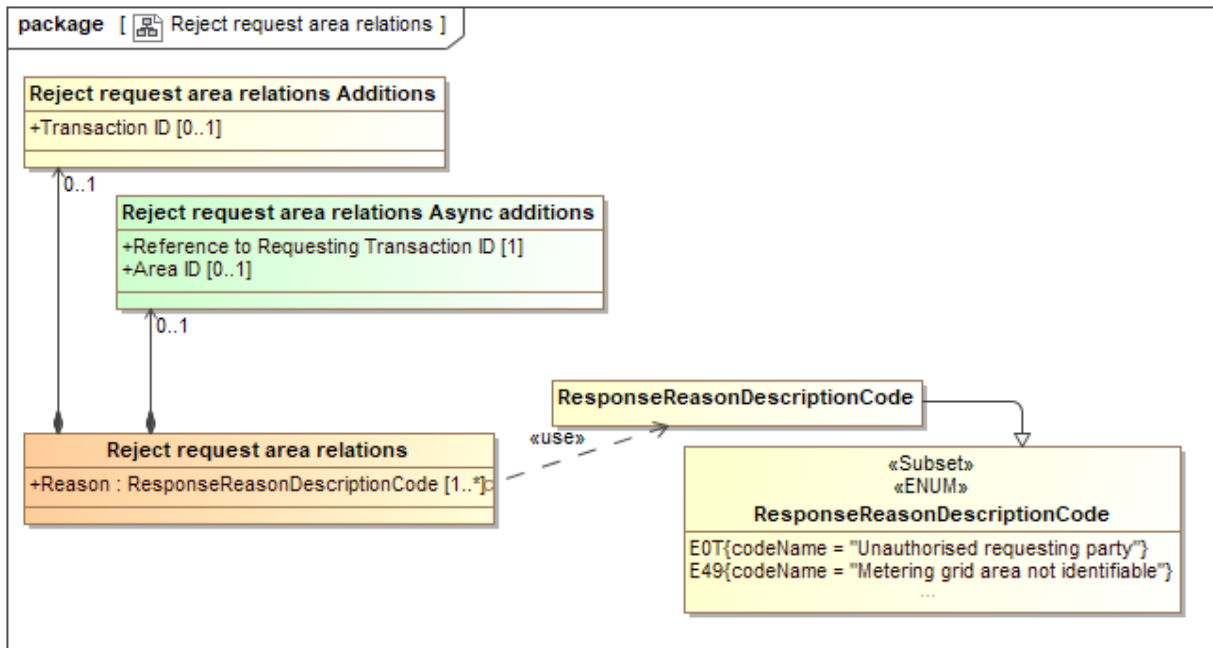 package [ Reject request area relations ]
Reject request area relations Additions
+Transaction ID [0..1]
0..1
Reject request area relations Async additions
+Reference to Requesting Transaction ID [1]
+Area ID [0..1]
0..1
ResponseReasonDescriptionCode
«use»
Reject request area relations
+Reason : ResponseReasonDescriptionCode [1..*]
«Subset»
«ENUM»
ResponseReasonDescriptionCode
E0T{codeName = "Unauthorised requesting party"}
E49{codeName = "Metering grid area not identifiable"}
...